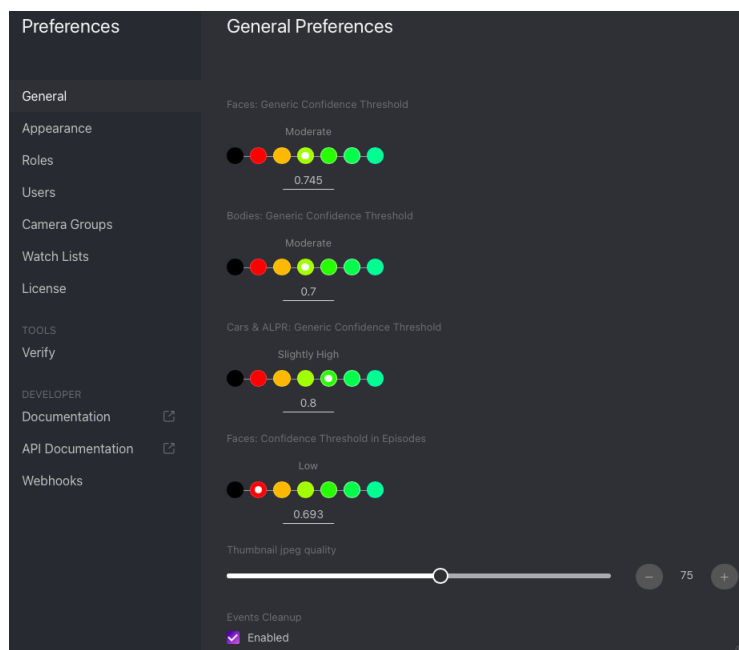 Preferences
General
Appearance
Roles
Users
Camera Groups
Watch Lists
License
TOOLS
Verify
DEVELOPER
Documentation
API Documentation
Webhooks
General Preferences
Faces: Generic Confidence Threshold
Moderate
0.745
Bodies: Generic Confidence Threshold
Moderate
0.7
Cars & ALPR: Generic Confidence Threshold
Slightly High
0.8
Faces: Confidence Threshold in Episodes
Low
0.693
Thumbnail jpeg quality
75
Events Cleanup
Enabled